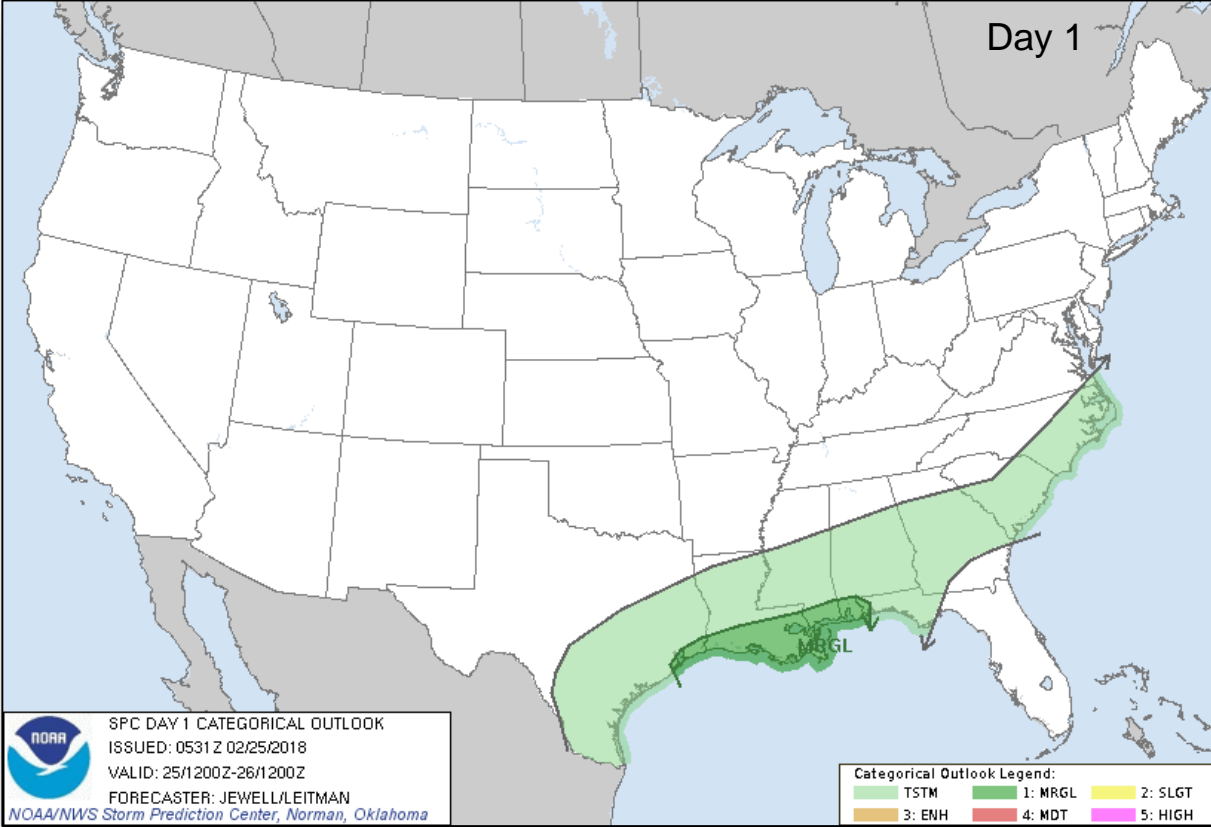 Day 1
MRGL
NOAA
SPC DAY 1 CATEGORICAL OUTLOOK
ISSUED: 0531Z 02/25/2018
VALID: 25/1200Z-26/1200Z
FORECASTER: JEWELL/LEITMAN
NOAA/NWS Storm Prediction Center, Norman, Oklahoma
Categorical Outlook Legend:
TSTM 1: MRGL 2: SLGT
3: ENH 4: MDT 5: HIGH